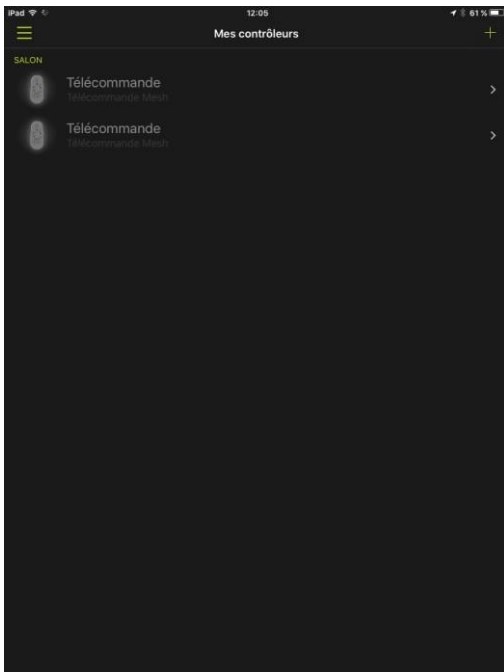 iPad 12:05 61 %
Mes contrôleurs
SALON
Télécommande
Télécommande Mesh
Télécommande
Télécommande Mesh